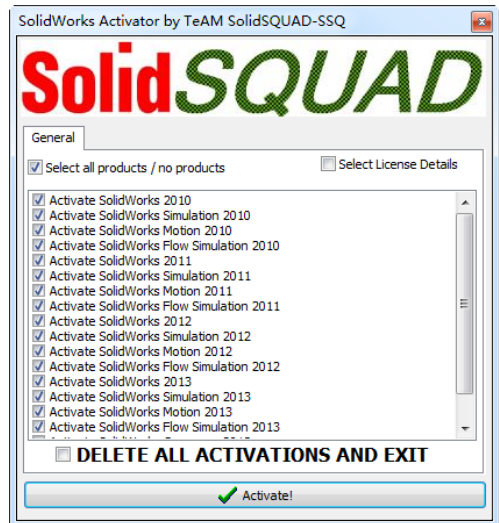 SolidWorks Activator by TeAM SolidSQUAD-SSQ
SolidSQUAD
General
Select all products / no products
Select License Details
Activate SolidWorks 2010
Activate SolidWorks Simulation 2010
Activate SolidWorks Motion 2010
Activate SolidWorks Flow Simulation 2010
Activate SolidWorks 2011
Activate SolidWorks Simulation 2011
Activate SolidWorks Motion 2011
Activate SolidWorks Flow Simulation 2011
Activate SolidWorks 2012
Activate SolidWorks Simulation 2012
Activate SolidWorks Motion 2012
Activate SolidWorks Flow Simulation 2012
Activate SolidWorks 2013
Activate SolidWorks Simulation 2013
Activate SolidWorks Motion 2013
Activate SolidWorks Flow Simulation 2013
DELETE ALL ACTIVATIONS AND EXIT
Activate!